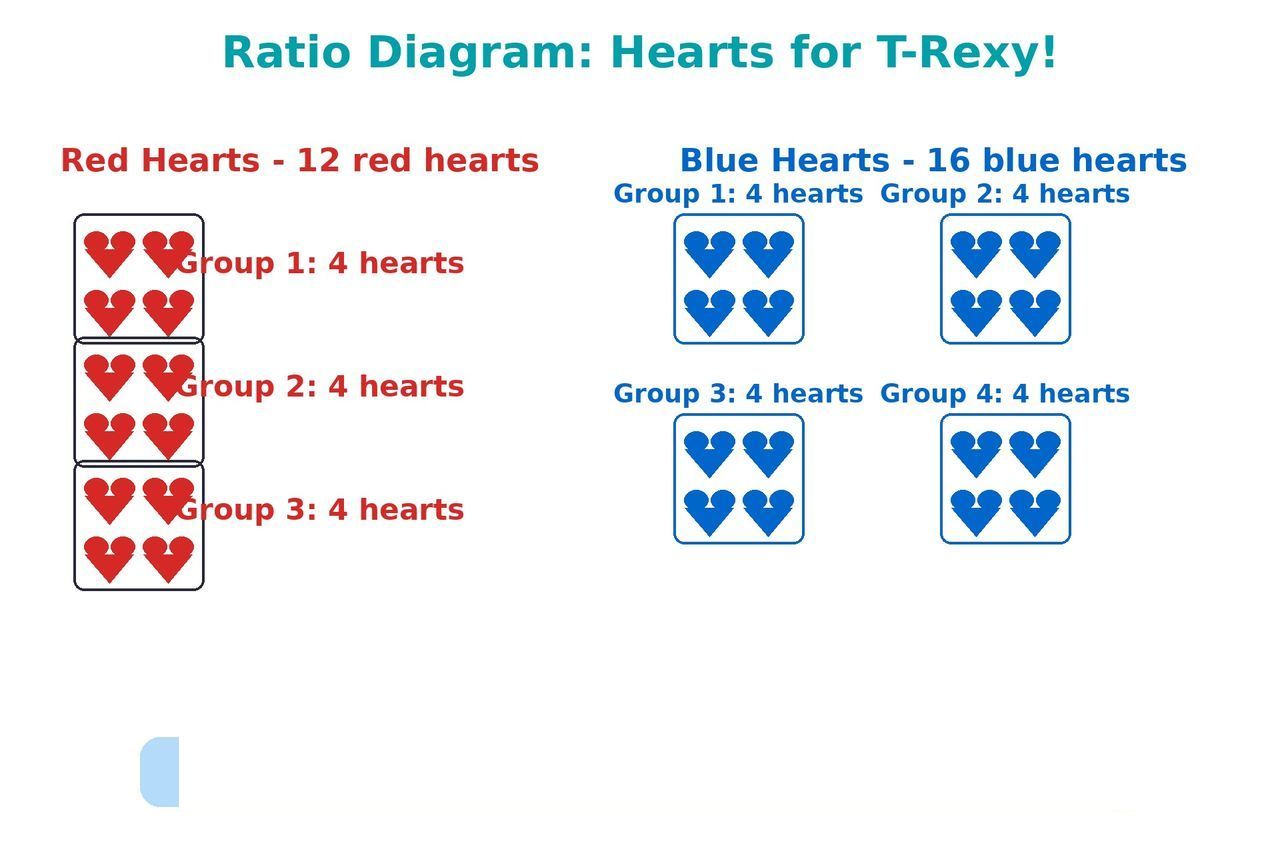 Ratio Diagram: Hearts for T-Rexy!
Red Hearts - 12 red hearts
Group 1: 4 hearts
Group 2: 4 hearts
Group 3: 4 hearts
Blue Hearts - 16 blue hearts
Group 1: 4 hearts Group 2: 4 hearts
Group 3: 4 hearts Group 4: 4 hearts